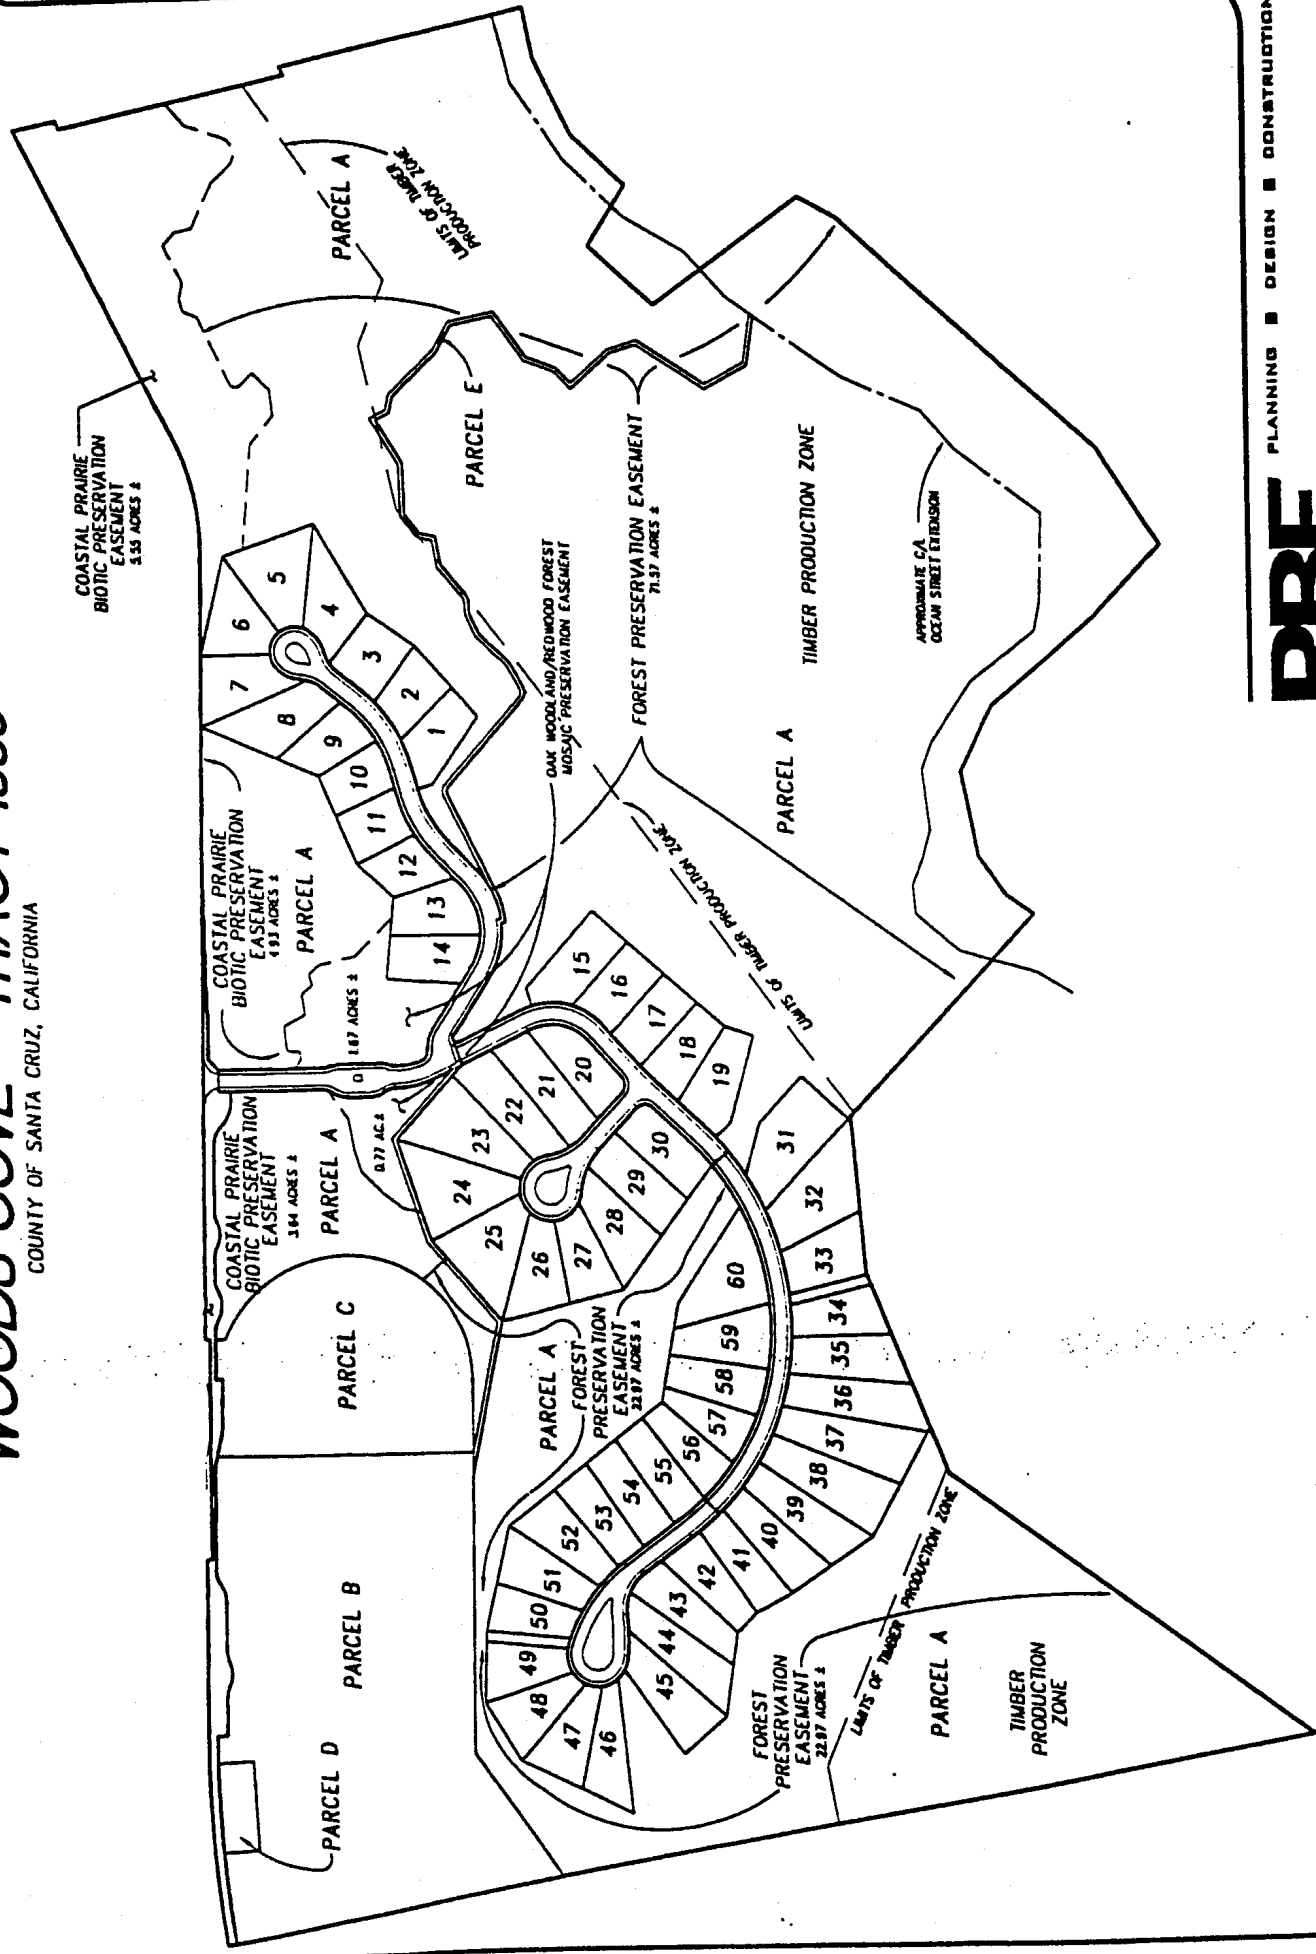 COUNTY OF SANTA CRUZ, CALIFORNIA
COASTAL PRAIRIE
BIOTIC PRESERVATION
EASEMENT
5.55 ACRES ±
PARCEL A
LIMITS OF TIMBER
PRODUCTION ZONE
PARCEL E
COASTAL PRAIRIE
BIOTIC PRESERVATION
EASEMENT
4.93 ACRES ±
PARCEL A
1.67 ACRES ±
6
5
4
3
2
1
7
8
9
10
11
12
13
14
OAK WOODLAND/REDWOOD FOREST
MOSAIC PRESERVATION EASEMENT
FOREST PRESERVATION EASEMENT
71.57 ACRES ±
TIMBER PRODUCTION ZONE
APPROXIMATE C/L
OCEAN STREET EXTENSION
PARCEL A
LIMITS OF TIMBER PRODUCTION ZONE
COASTAL PRAIRIE
BIOTIC PRESERVATION
EASEMENT
PARCEL A
0.77 AC.±
15
16
17
18
19
20
21
22
23
24
25
26
27
28
29
30
31
32
33
34
35
36
37
38
39
40
41
42
43
44
45
46
47
48
49
50
51
52
53
54
55
56
57
58
59
60
PARCEL C
PARCEL A
FOREST
PRESERVATION
EASEMENT
22.97 ACRES ±
PARCEL B
PARCEL D
FOREST
PRESERVATION
EASEMENT
22.97 ACRES ±
LIMITS OF TIMBER PRODUCTION ZONE
PARCEL A
TIMBER
PRODUCTION
ZONE
PLANNING DESIGN CONSTRUCTION